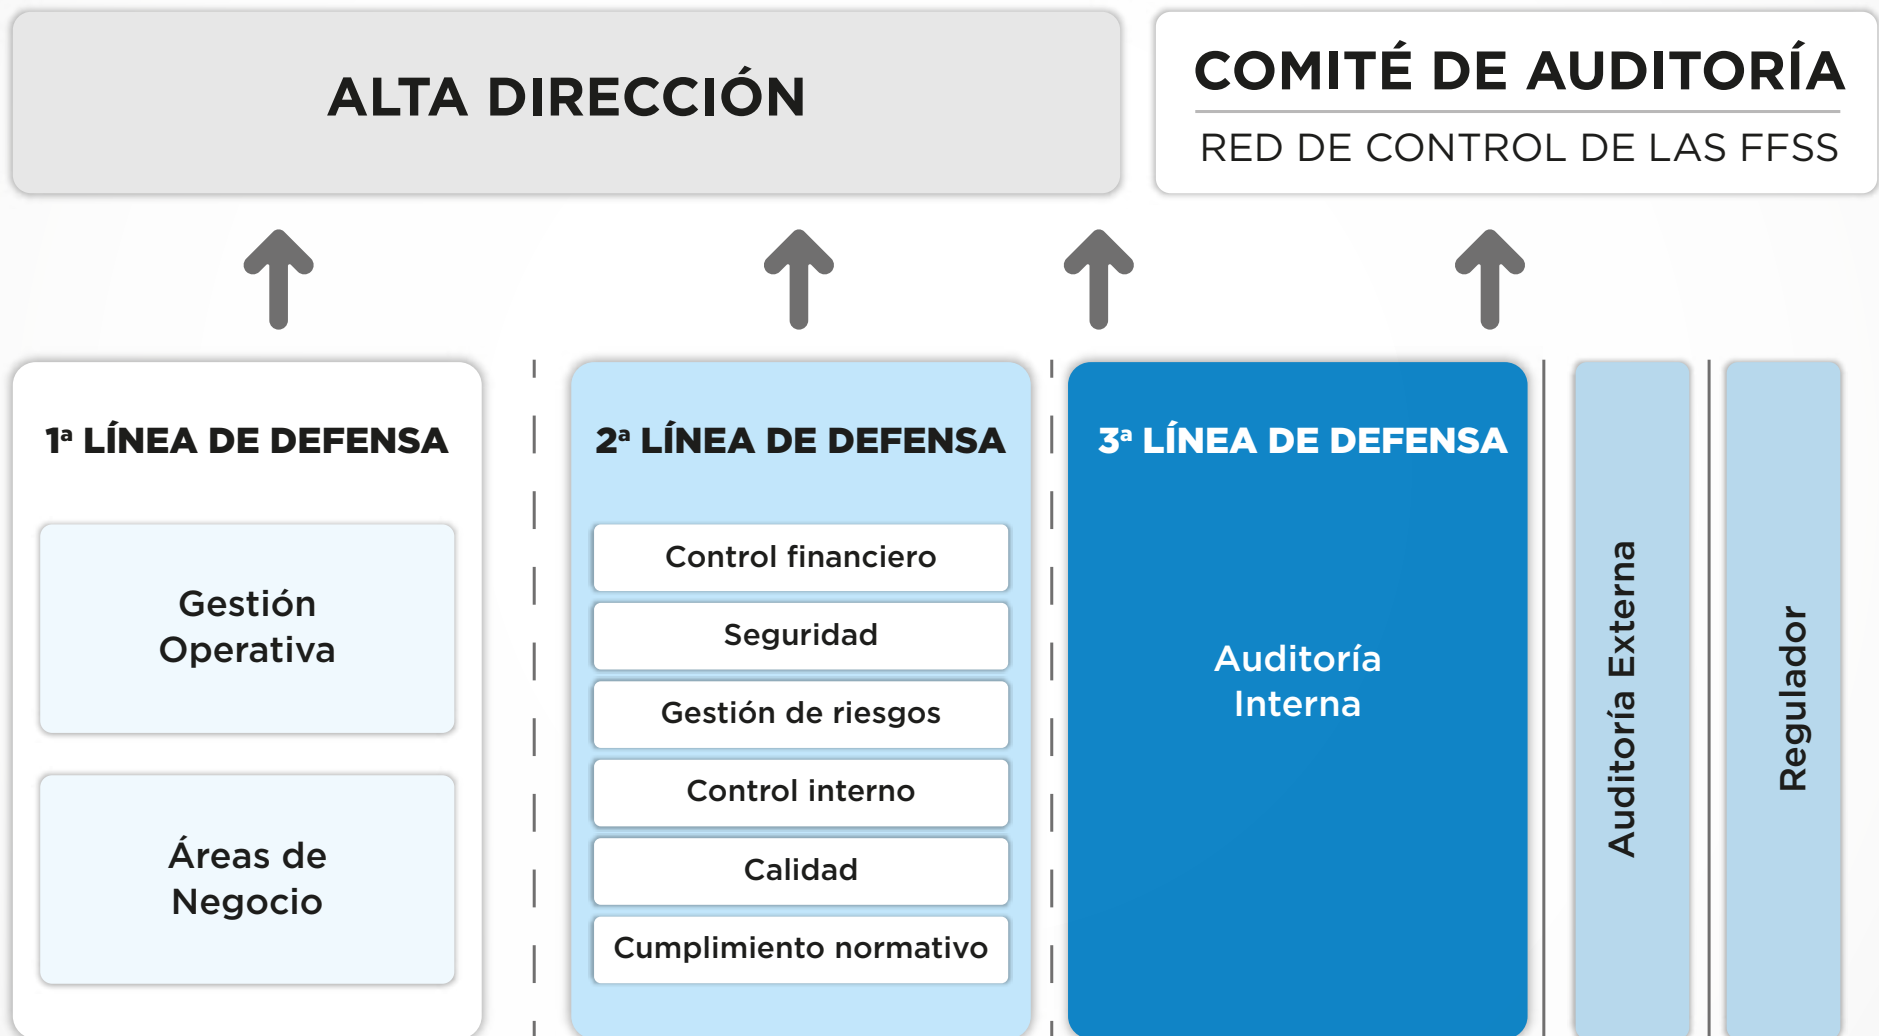 ALTA DIRECCIÓN
COMITÉ DE AUDITORÍA
RED DE CONTROL DE LAS FFSS
1ª LÍNEA DE DEFENSA
Gestión
Operativa
Áreas de
Negocio
2ª LÍNEA DE DEFENSA
Control financiero
Seguridad
Gestión de riesgos
Control interno
Calidad
Cumplimiento normativo
3ª LÍNEA DE DEFENSA
Auditoría
Interna
Auditoría Externa
Regulador